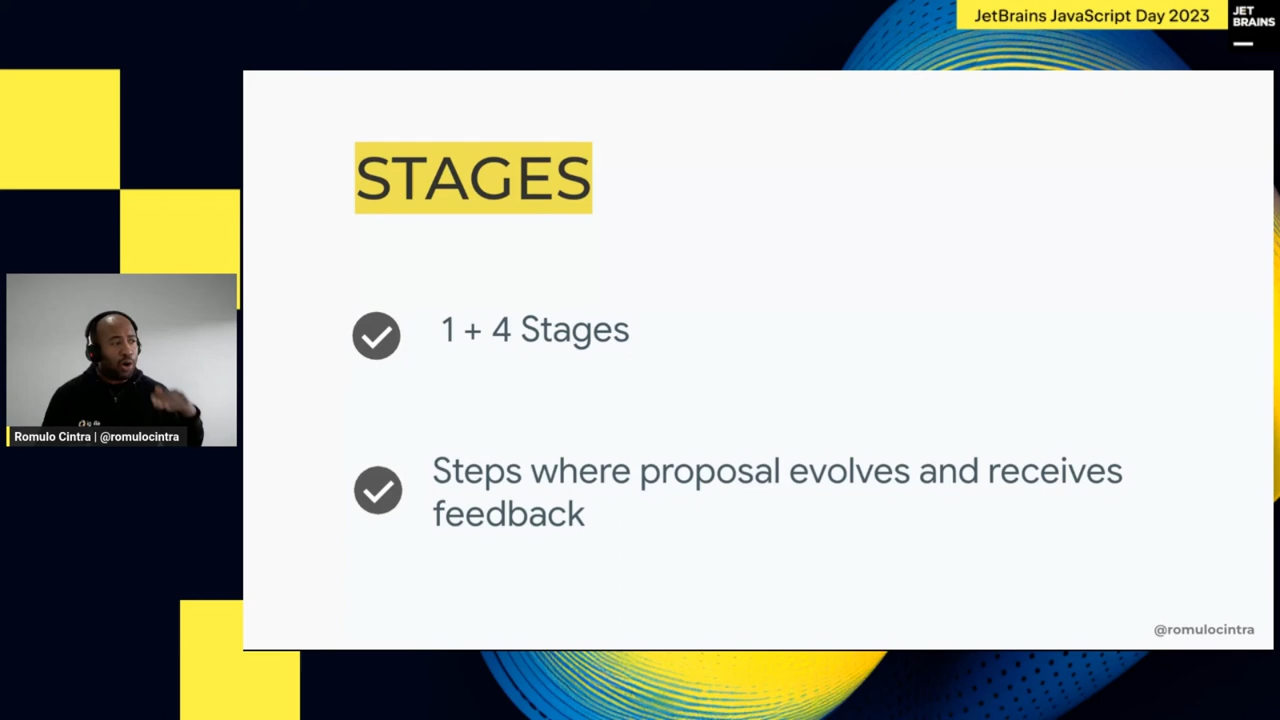 JetBrains JavaScript Day 2023
JET
BRAINS
STAGES
1 + 4 Stages
Steps where proposal evolves and receives
feedback
Romulo Cintra | @romulocintra
@romulocintra